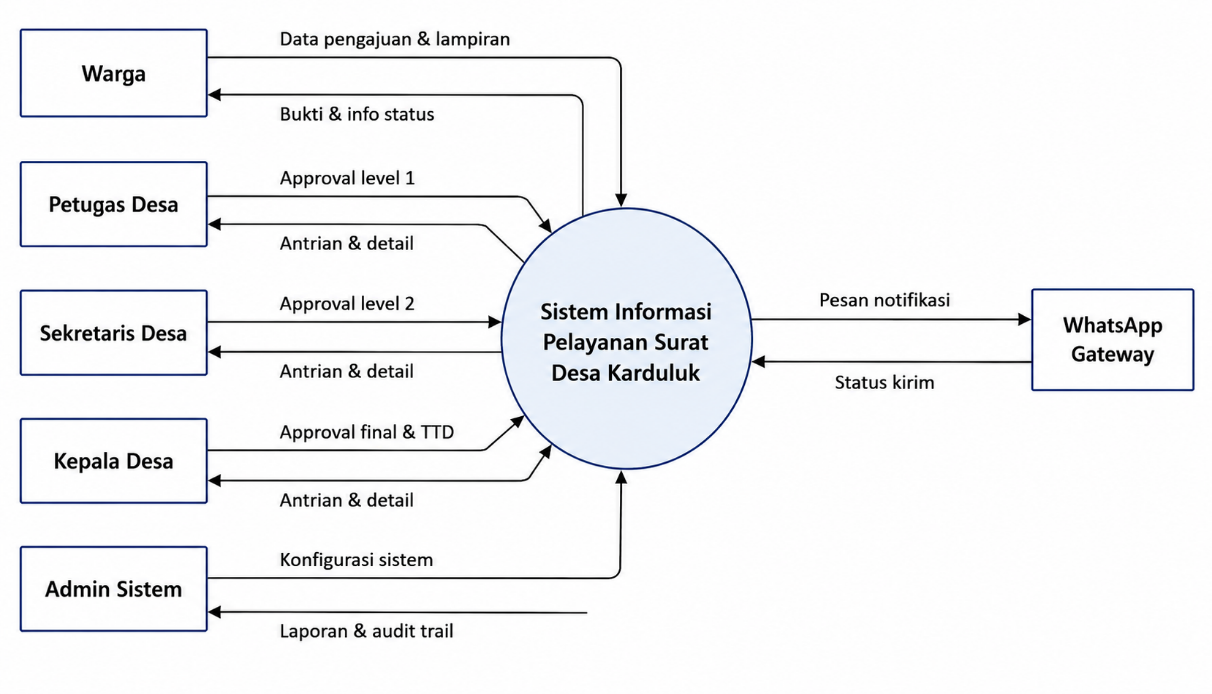 Data pengajuan & lampiran
Warga
Bukti & info status
Approval level 1
Petugas Desa
Antrian & detail
Approval level 2
Sekretaris Desa
Antrian & detail
Approval final & TTD
Kepala Desa
Antrian & detail
Konfigurasi sistem
Admin Sistem
Laporan & audit trail
Sistem Informasi
Pelayanan Surat
Desa Karduluk
Pesan notifikasi
WhatsApp
Gateway
Status kirim